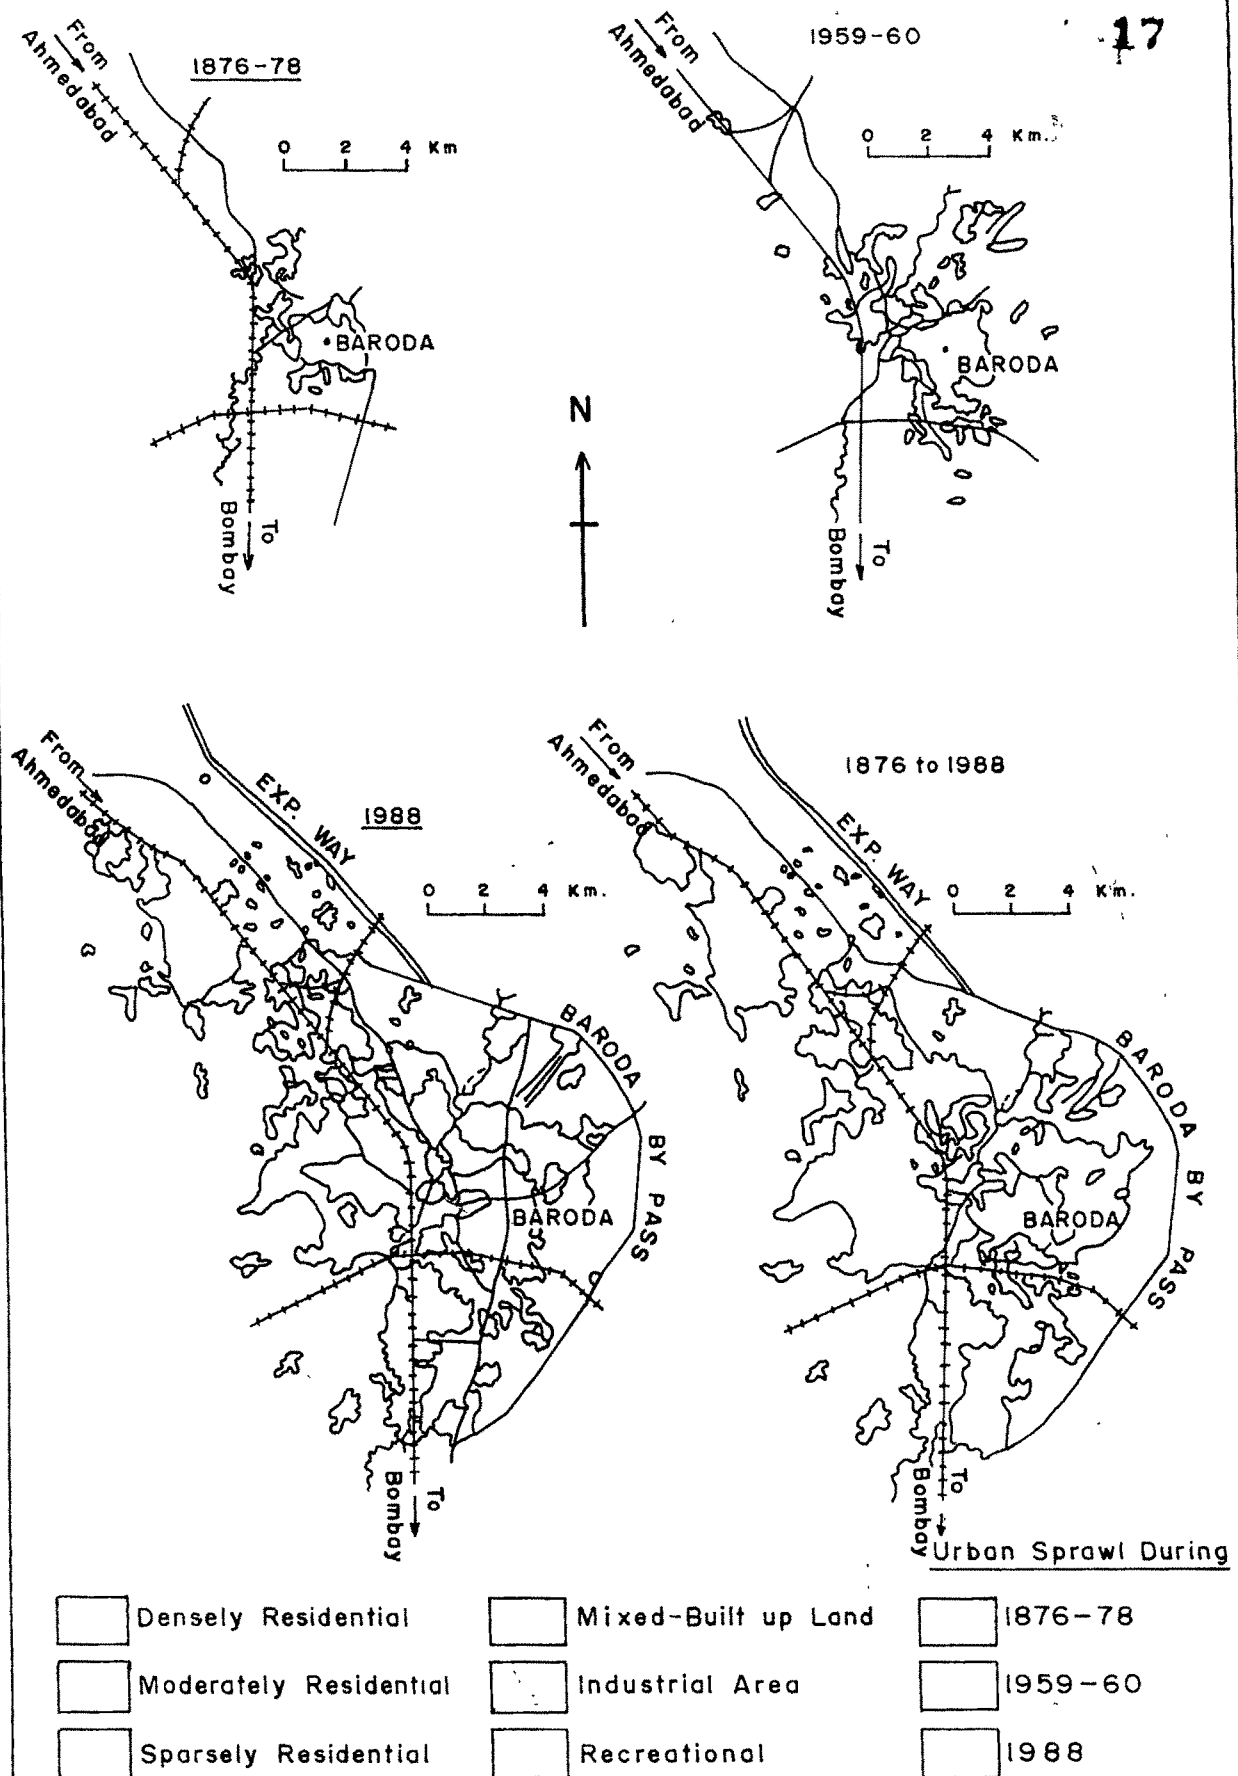 17
From
Ahmedabad
1876-78
0 2 4 Km
BARODA
To
Bombay
From
Ahmedabad
1959-60
0 2 4 Km.
BARODA
To
Bombay
N
From
Ahmedabad
EXP. WAY
1988
0 2 4 Km.
BARODA BY PASS
BARODA
To
Bombay
From
Ahmedabad
EXP. WAY
1876 to 1988
0 2 4 Km.
BARODA BY PASS
BARODA
To
Bombay
Urban Sprawl During
Densely Residential
Mixed-Built up Land
1876-78
Moderately Residential
Industrial Area
1959-60
Sparsely Residential
Recreational
1988